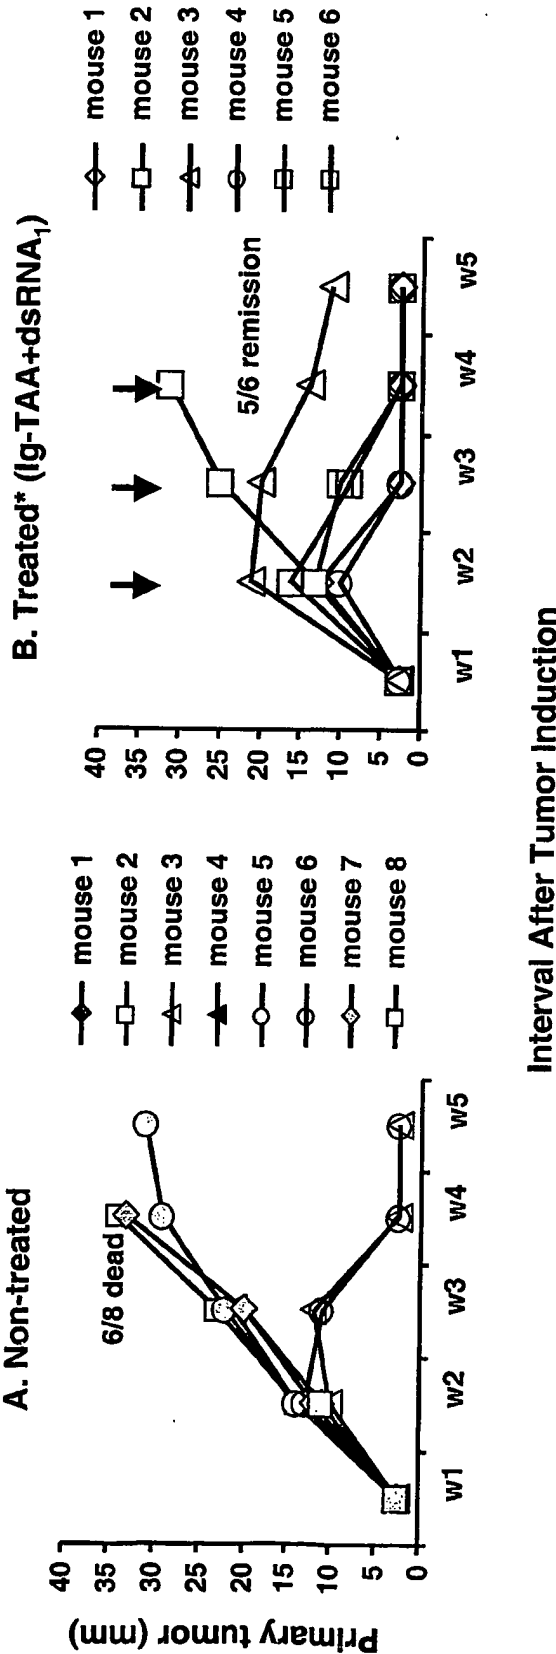 A. Non-treated
40
35
30
25
20
15
10
5
0
Primary tumor (mm)
6/8 dead
w1 w2 w3 w4 w5
mouse 1
mouse 2
mouse 3
mouse 4
mouse 5
mouse 6
mouse 7
mouse 8
B. Treated* (Ig-TAA+dsRNA1)
40
35
30
25
20
15
10
5
0
5/6 remission
w1 w2 w3 w4 w5
mouse 1
mouse 2
mouse 3
mouse 4
mouse 5
mouse 6
Interval After Tumor Induction